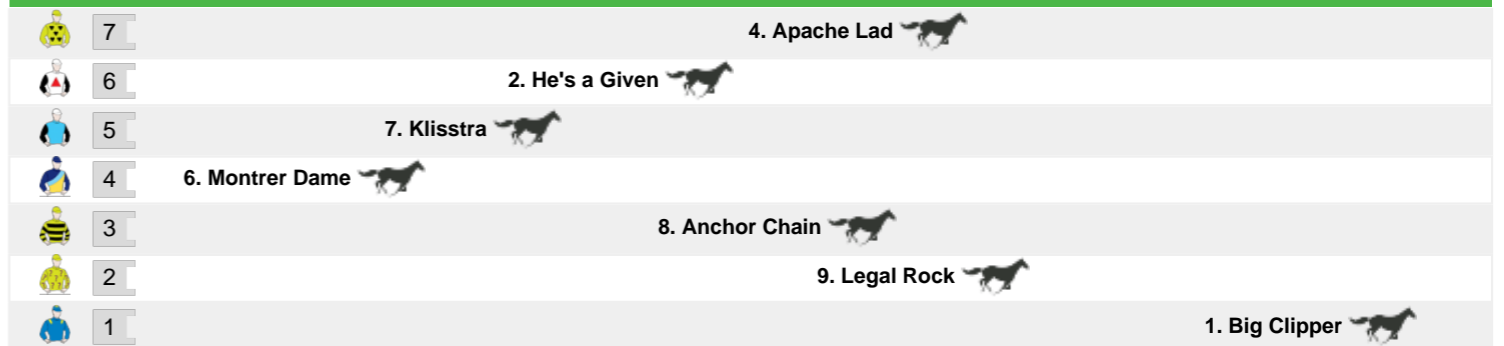 7 4. Apache Lad
6 2. He's a Given
5 7. Klisstra
4 6. Montrer Dame
3 8. Anchor Chain
2 9. Legal Rock
1 1. Big Clipper